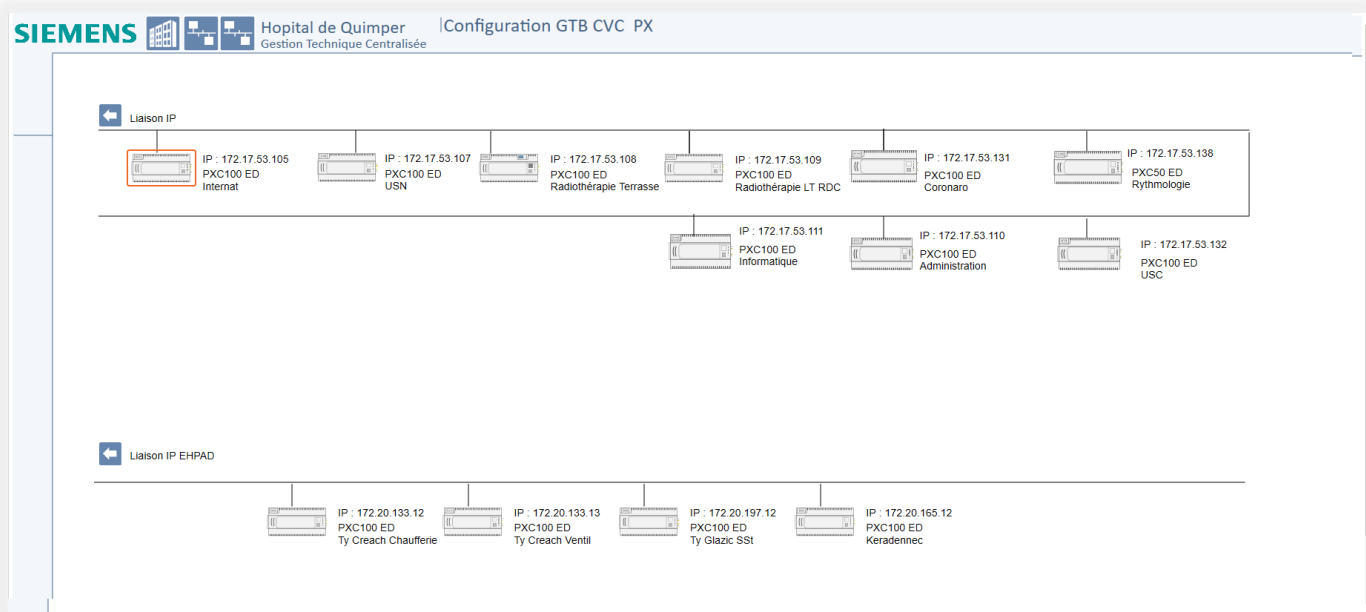 SIEMENS
Hopital de Quimper
Gestion Technique Centralisée
|Configuration GTB CVC PX
Liaison IP
IP : 172.17.53.105
PXC100 ED
Internat
IP : 172.17.53.107
PXC100 ED
USN
IP : 172.17.53.108
PXC100 ED
Radiothérapie Terrasse
IP : 172.17.53.109
PXC100 ED
Radiothérapie LT RDC
IP : 172.17.53.131
PXC100 ED
Coronaro
IP : 172.17.53.138
PXC50 ED
Rythmologie
IP : 172.17.53.111
PXC100 ED
Informatique
IP : 172.17.53.110
PXC100 ED
Administration
IP : 172.17.53.132
PXC100 ED
USC
Liaison IP EHPAD
IP : 172.20.133.12
PXC100 ED
Ty Creach Chaufferie
IP : 172.20.133.13
PXC100 ED
Ty Creach Ventil
IP : 172.20.197.12
PXC100 ED
Ty Glazic SSt
IP : 172.20.165.12
PXC100 ED
Keradennec